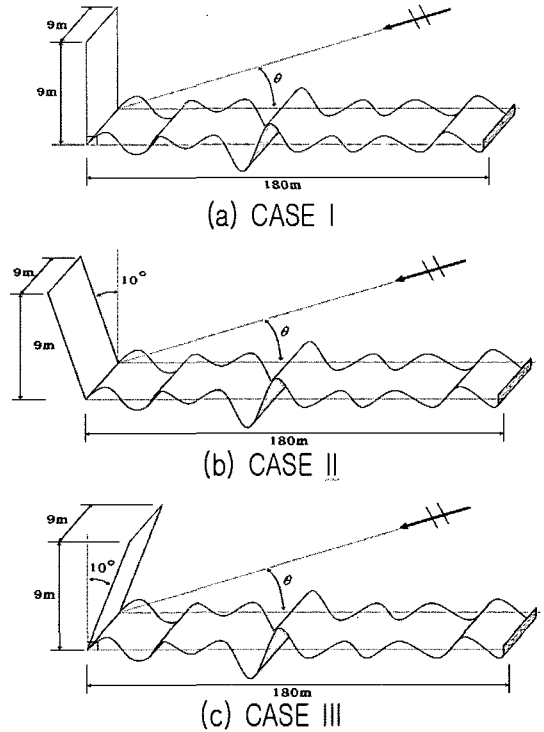 9m
9m
θ
180m
(a) CASE I
9m
10°
9m
θ
180m
(b) CASE II
9m
10°
9m
θ
180m
(c) CASE III